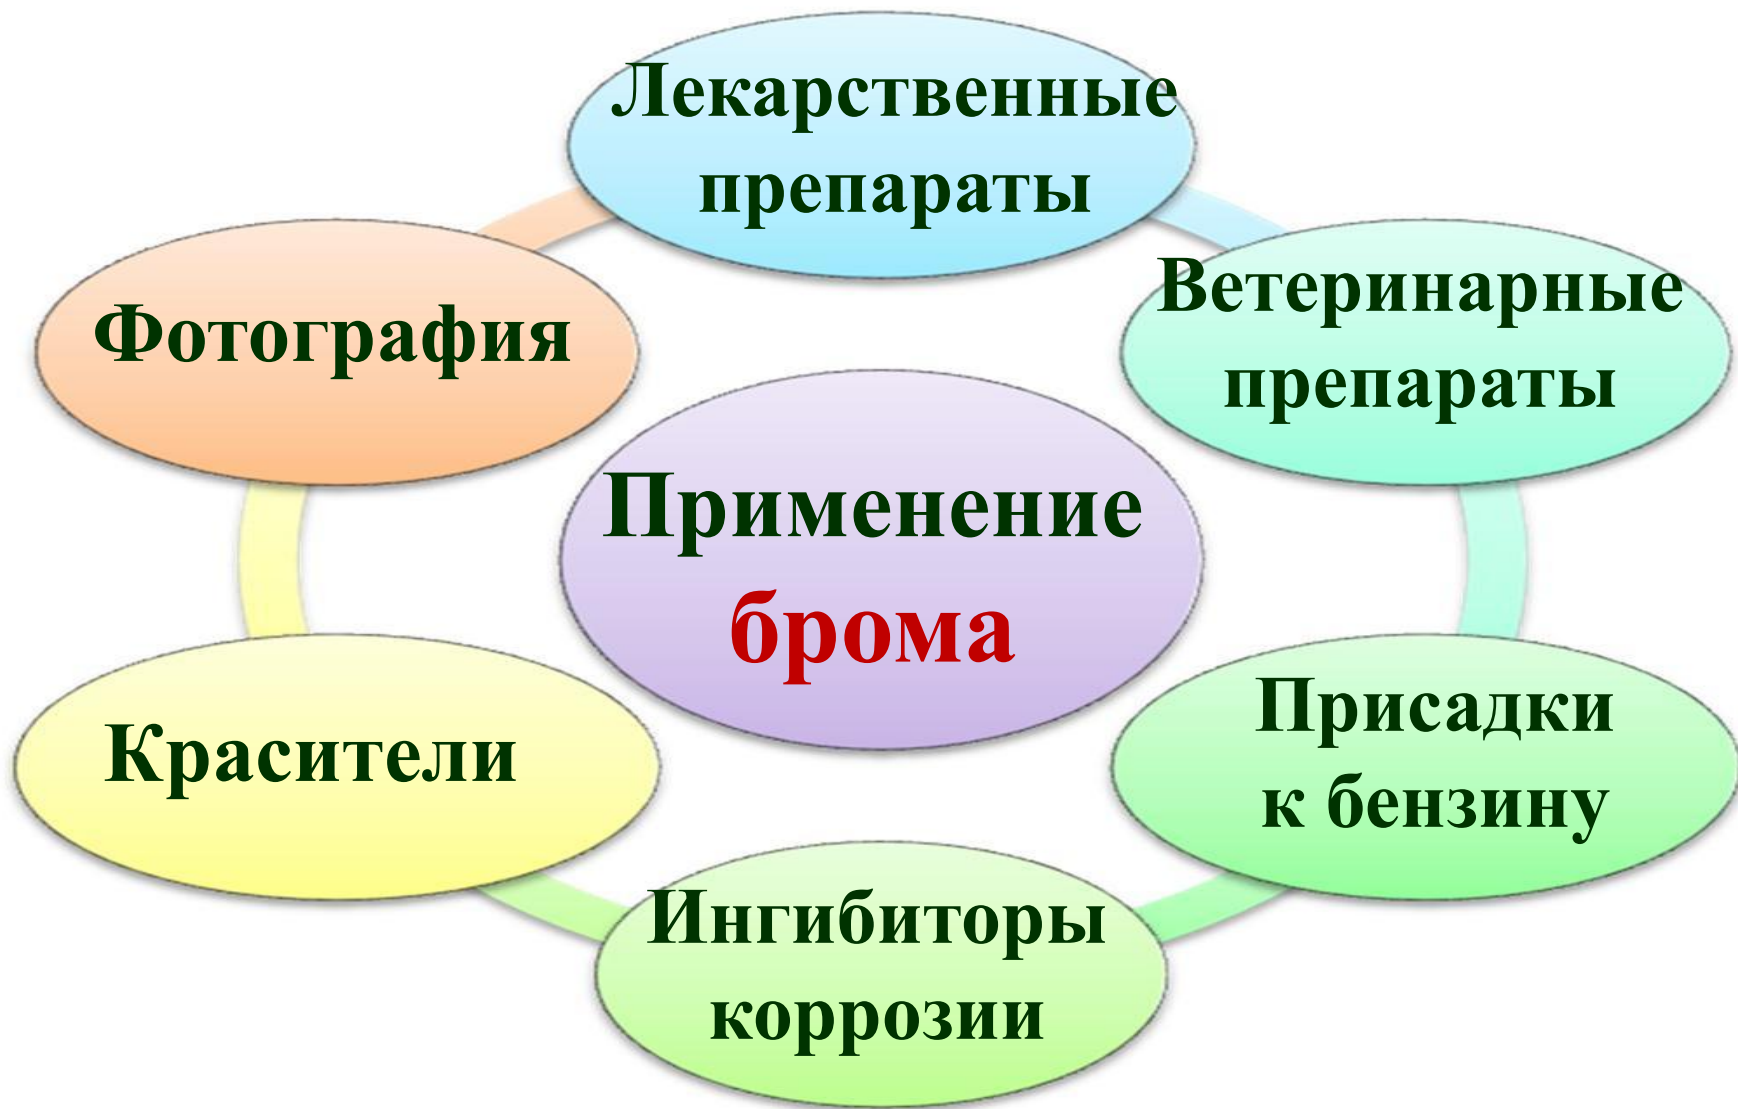 Лекарственные
препараты
Ветеринарные
препараты
Фотография
Применение
брома
Присадки
к бензину
Красители
Ингибиторы
коррозии